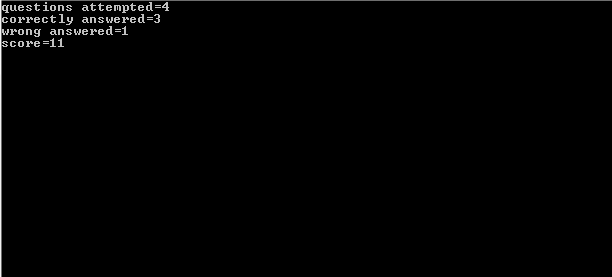 questions attempted=4
correctly answered=3
wrong answered=1
score=11